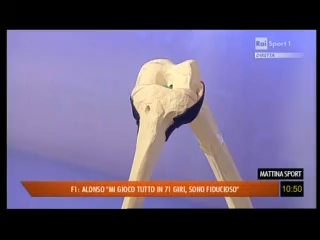 Rai Sport 1
DIRETTA
MATTINA SPORT
F1: ALONSO "MI GIOCO TUTTO IN 71 GIRI, SONO FIDUCIOSO"
10:50